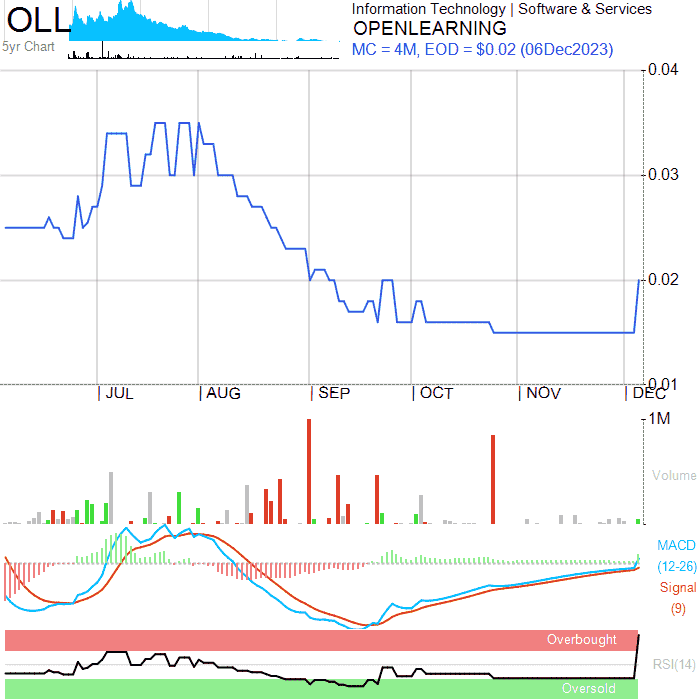 OLL
5yr Chart
Information Technology | Software & Services
OPENLEARNING
MC = 4M, EOD = $0.02 (06Dec2023)
0.04
0.03
0.02
0.01
| JUL | AUG | SEP | OCT | NOV | DEC
1M
Volume
MACD
(12-26)
Signal
(9)
Overbought
RSI(14)
Oversold